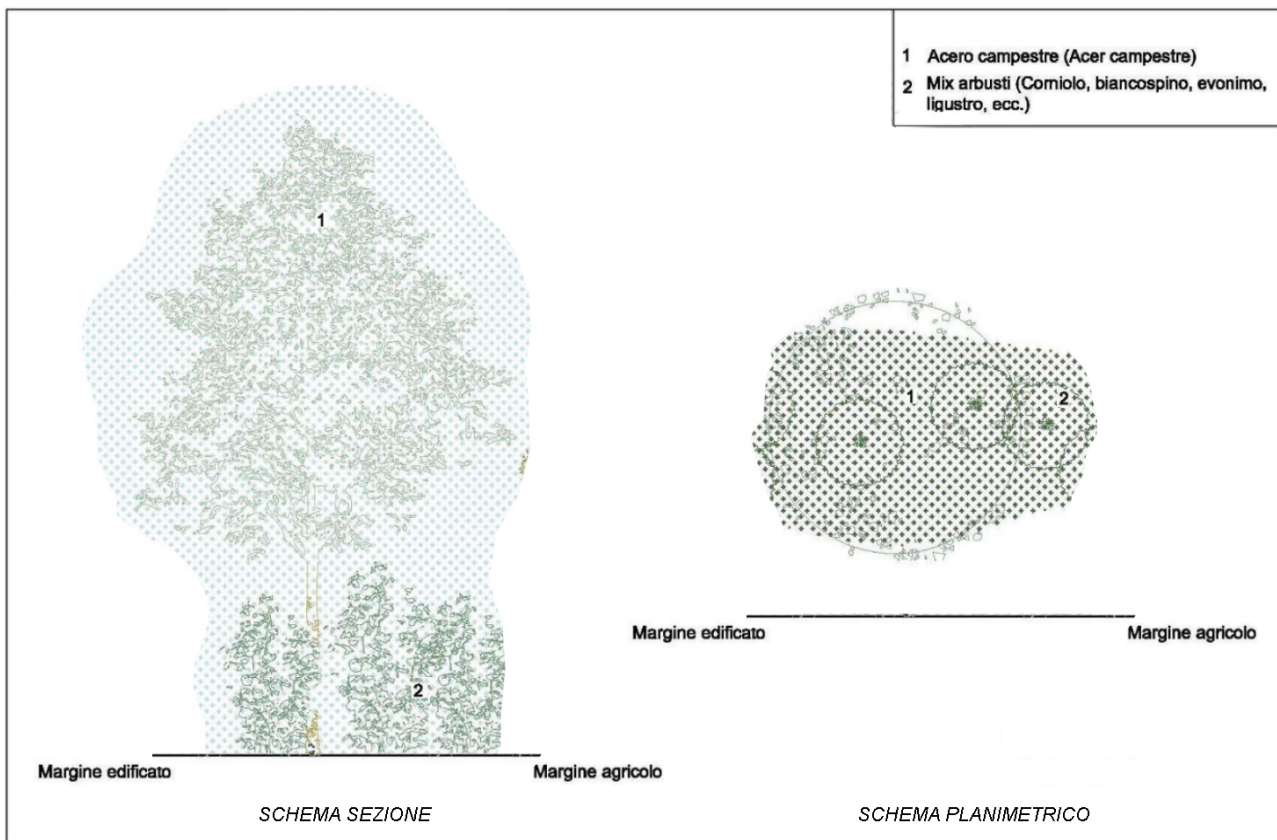 1 Acero campestre (Acer campestre)
2 Mix arbusti (Corniolo, biancospino, evonimo,
ligustro, ecc.)
1
2
Margine edificato
Margine agricolo
SCHEMA SEZIONE
1
2
Margine edificato
Margine agricolo
SCHEMA PLANIMETRICO